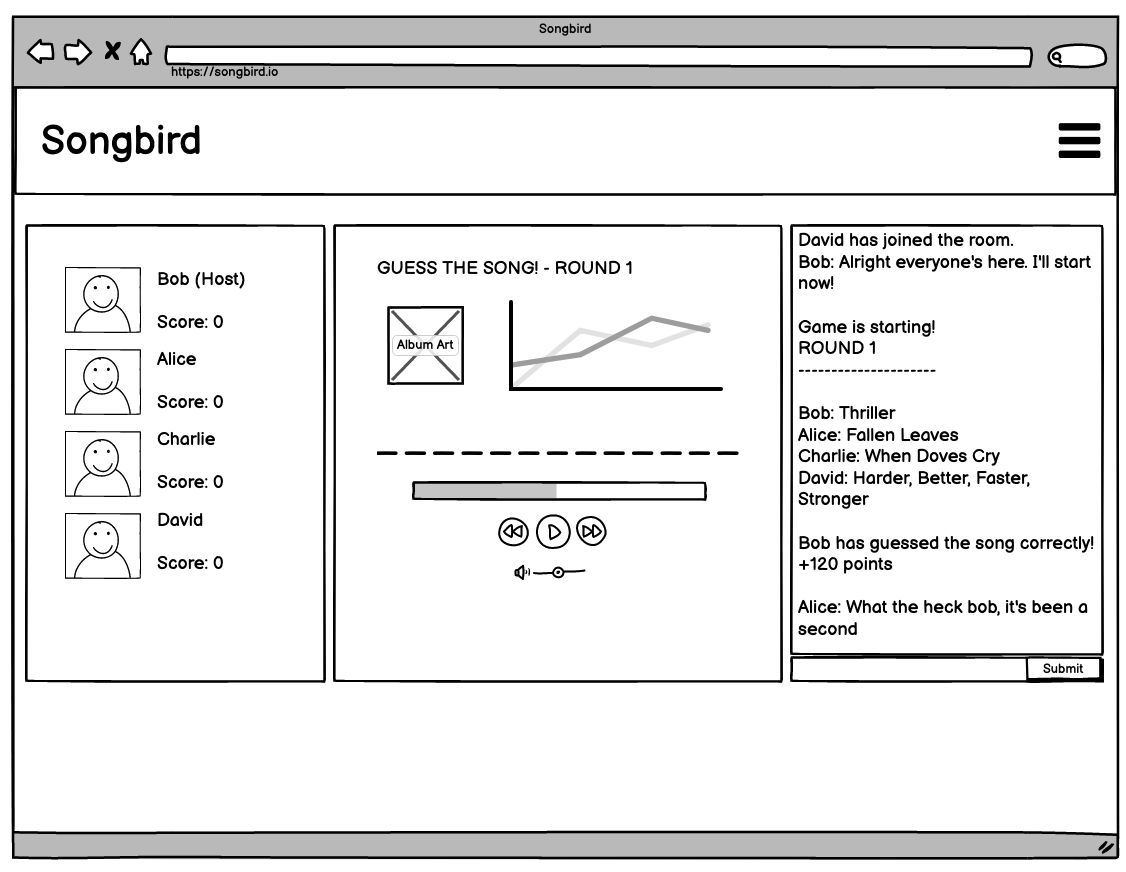 Songbird
https://songbird.io
Songbird
Bob (Host)
Score: 0
Alice
Score: 0
Charlie
Score: 0
David
Score: 0
GUESS THE SONG! - ROUND 1
Album Art
David has joined the room.
Bob: Alright everyone's here. I'll start
now!
Game is starting!
ROUND 1
---------------------
Bob: Thriller
Alice: Fallen Leaves
Charlie: When Doves Cry
David: Harder, Better, Faster,
Stronger
Bob has guessed the song correctly!
+120 points
Alice: What the heck bob, it's been a
second
Submit